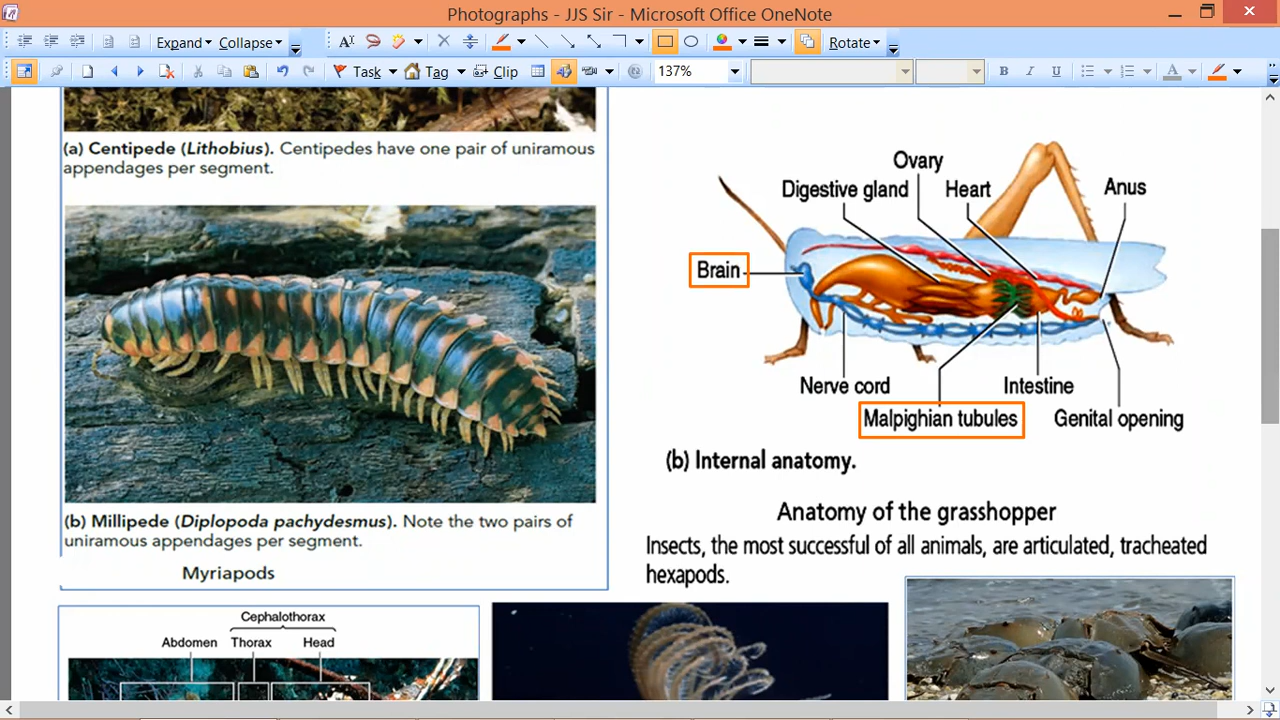 Photographs - JJS Sir - Microsoft Office OneNote
Expand Collapse Rotate
Task Tag Clip 137% B I U A
(a) Centipede (Lithobius). Centipedes have one pair of uniramous
appendages per segment.
(b) Millipede (Diplopoda pachydesmus). Note the two pairs of
uniramous appendages per segment.
Myriapods
Ovary
Digestive gland Heart Anus
Brain
Nerve cord Intestine
Malpighian tubules Genital opening
(b) Internal anatomy.
Anatomy of the grasshopper
Insects, the most successful of all animals, are articulated, tracheated
hexapods.
Cephalothorax
Abdomen Thorax Head